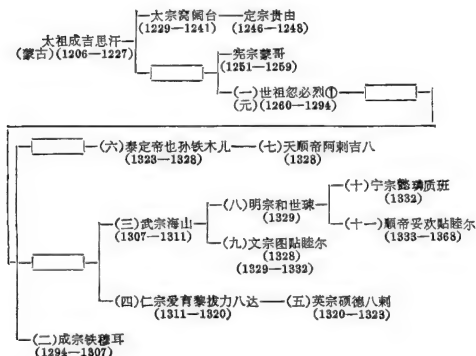 太宗窝阔台——定宗贵由
(1229—1241) (1246—1248)
太祖成吉思汗
(蒙古) (1206—1227)
宪宗蒙哥
(1251—1259)
(一)世祖忽必烈①
(元) (1260—1294)
(六)泰定帝也孙铁木儿——(七)天顺帝阿剌吉八
(1323—1328) (1328)
(十)宁宗懿璘质班
(1332)
(八)明宗和世㻋
(1329)
(三)武宗海山
(1307—1311)
(十一)顺帝妥欢贴睦尔
(1333—1368)
(九)文宗图贴睦尔
(1328
(1329—1332)
(四)仁宗爱育黎拔力八达——(五)英宗硕德八剌
(1311—1320) (1320—1323)
(二)成宗铁穆耳
(1294—1307)